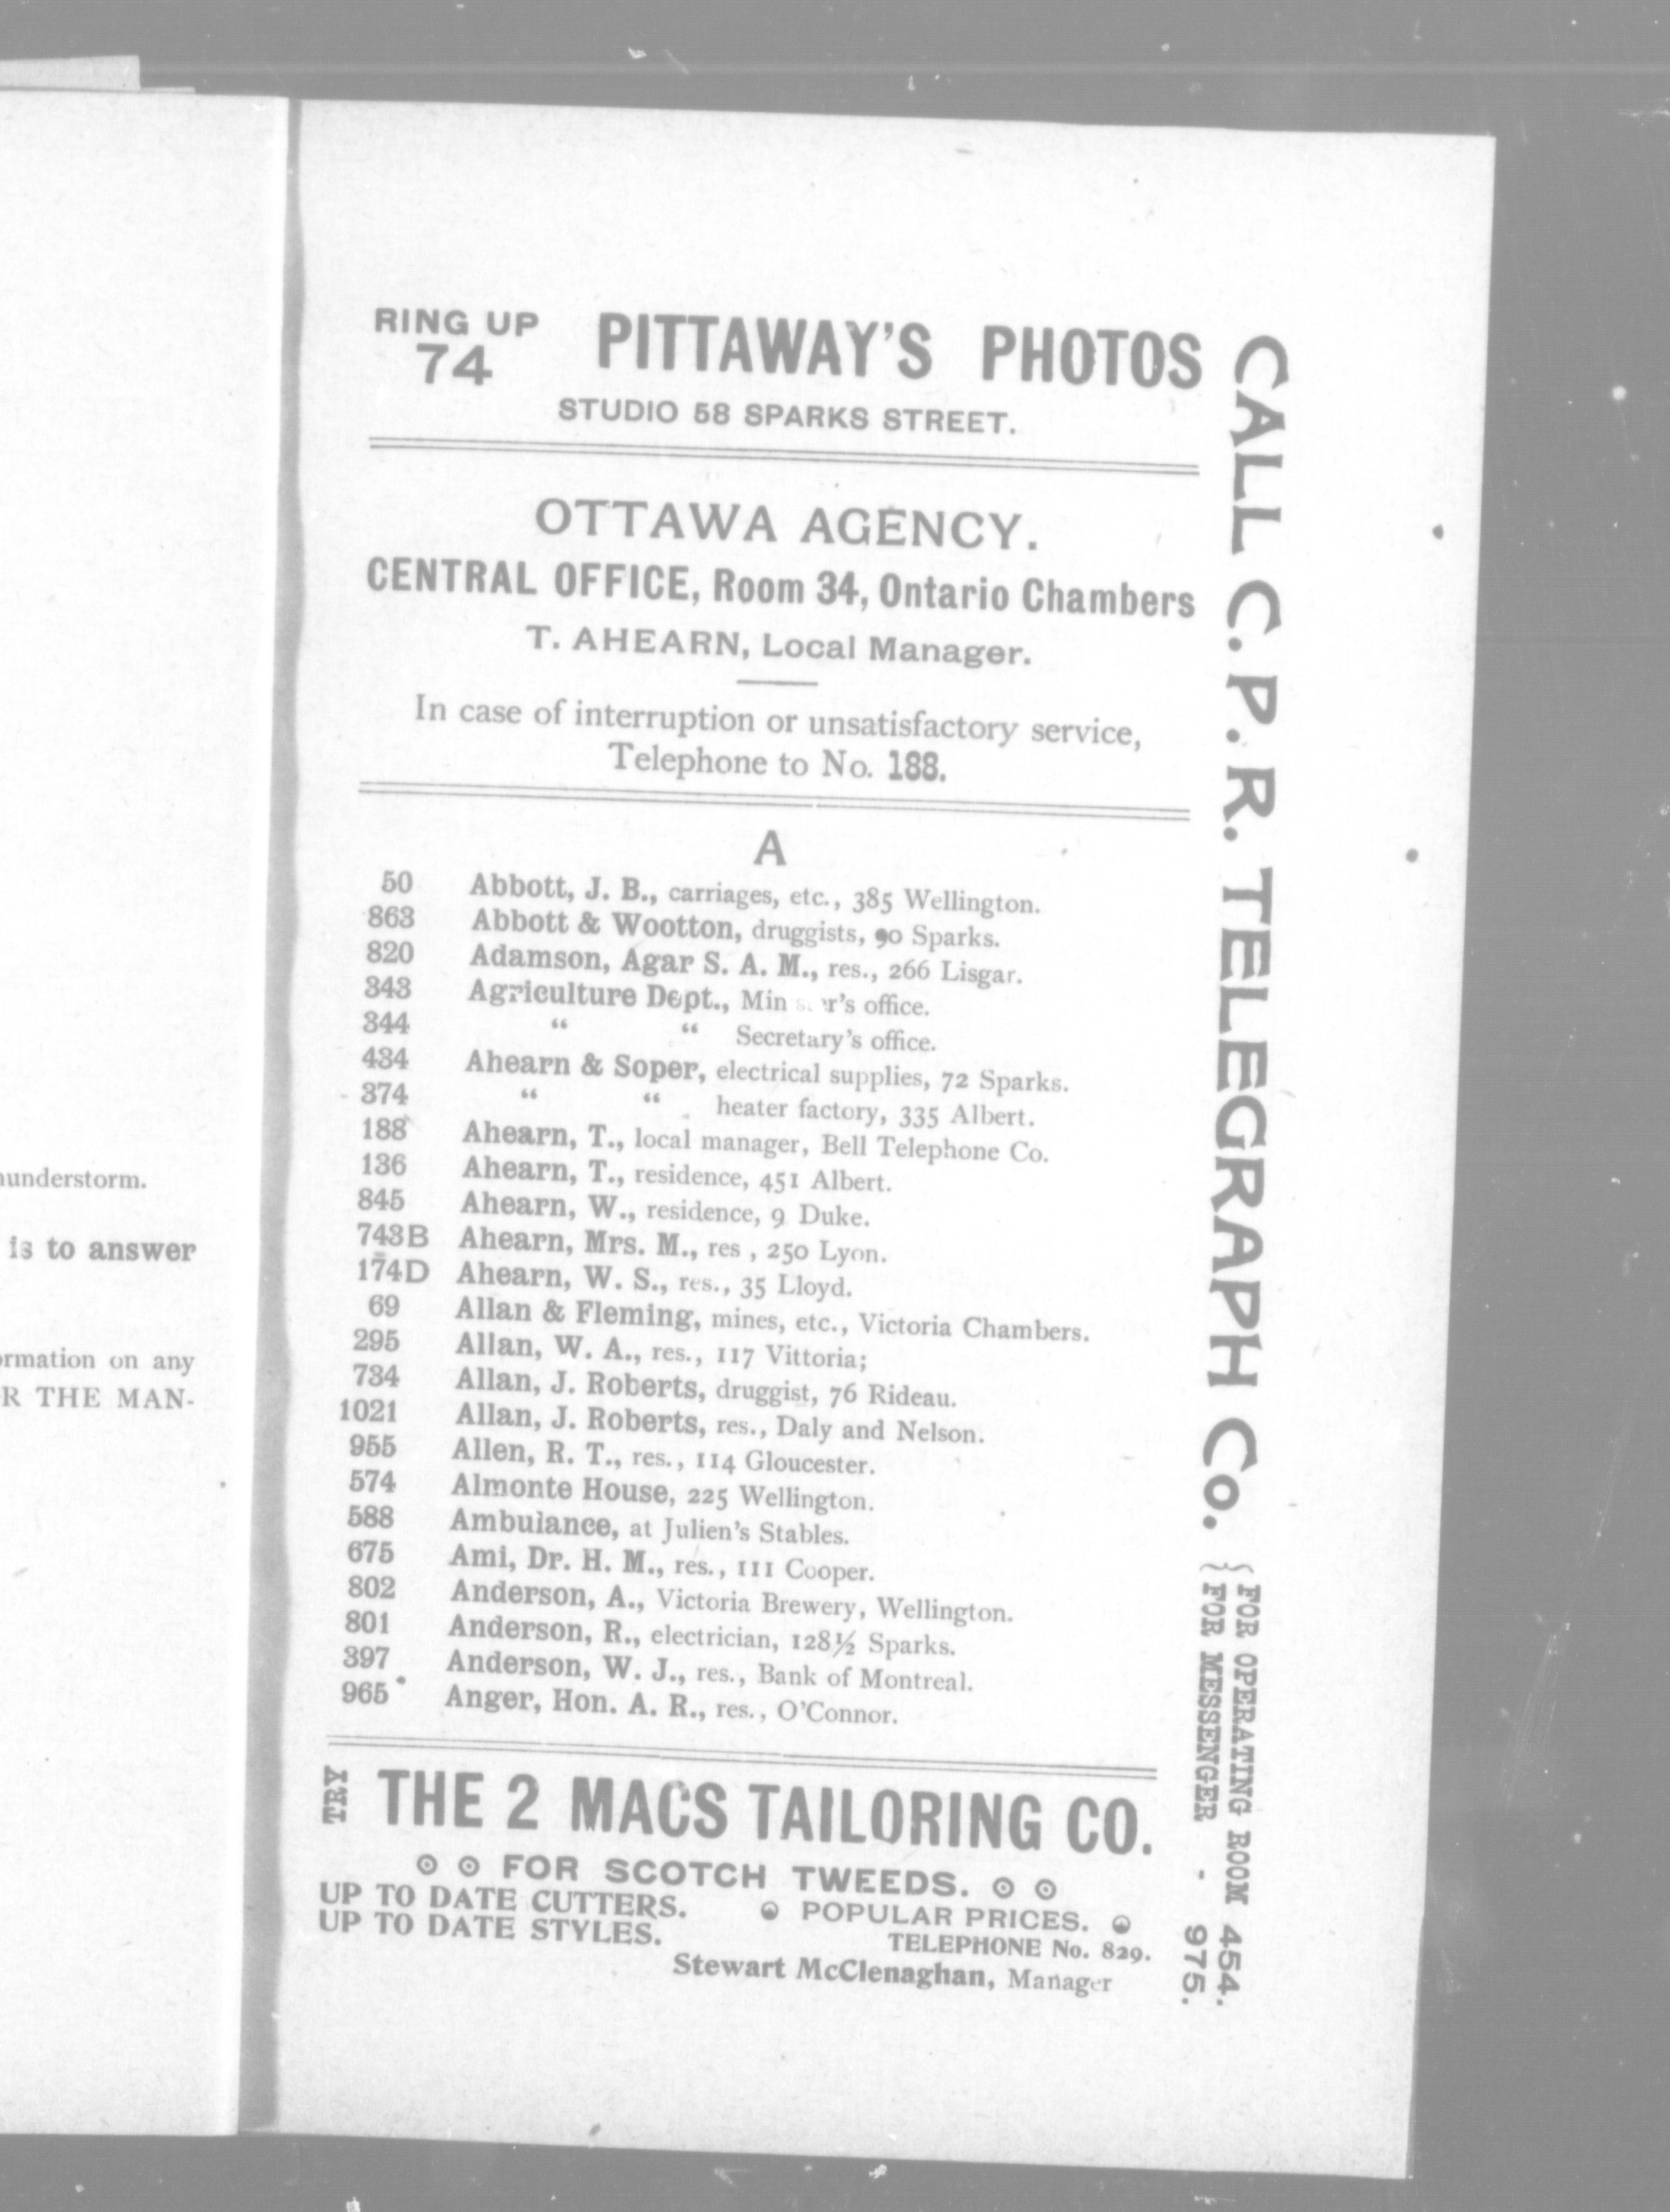 hunderstorm.
is to answer
ormation on any
R THE MAN-
RING UP
74
PITTAWAY'S PHOTOS
STUDIO 58 SPARKS STREET.
OTTAWA AGENCY.
CENTRAL OFFICE, Room 34, Ontario Chambers
T. AHEARN, Local Manager.
In case of interruption or unsatisfactory service,
Telephone to No. 188.
A
50 Abbott, J. B., carriages, etc., 385 Wellington.
863 Abbott & Wootton, druggists, 90 Sparks.
820 Adamson, Agar S. A. M., res., 266 Lisgar.
343 Agriculture Dept., Min s r's office.
344 “ “ Secretary's office.
434 Ahearn & Soper, electrical supplies, 72 Sparks.
374 “ “ heater factory, 335 Albert.
188 Ahearn, T., local manager, Bell Telephone Co.
136 Ahearn, T., residence, 451 Albert.
845 Ahearn, W., residence, 9 Duke.
743B Ahearn, Mrs. M., res , 250 Lyon.
174D Ahearn, W. S., res., 35 Lloyd.
69 Allan & Fleming, mines, etc., Victoria Chambers.
295 Allan, W. A., res., 117 Vittoria;
734 Allan, J. Roberts, druggist, 76 Rideau.
1021 Allan, J. Roberts, res., Daly and Nelson.
955 Allen, R. T., res., 114 Gloucester.
574 Almonte House, 225 Wellington.
588 Ambulance, at Julien's Stables.
675 Ami, Dr. H. M., res., 111 Cooper.
802 Anderson, A., Victoria Brewery, Wellington.
801 Anderson, R., electrician, 128½ Sparks.
397 Anderson, W. J., res., Bank of Montreal.
965 Anger, Hon. A. R., res., O'Connor.
TRY
THE 2 MACS TAILORING CO.
FOR SCOTCH TWEEDS.
UP TO DATE CUTTERS. POPULAR PRICES.
UP TO DATE STYLES. TELEPHONE No. 829.
Stewart McClenaghan, Manager
CALL C. P. R. TELEGRAPH CO.
{ FOR OPERATING ROOM 454.
{ FOR MESSENGER - 975.